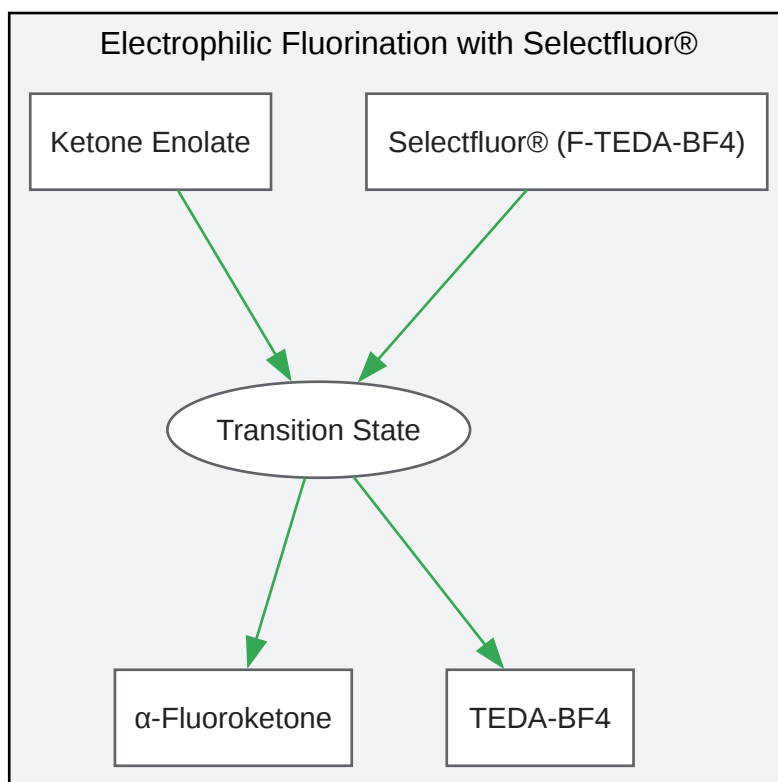 Electrophilic Fluorination with Selectfluor®
Ketone Enolate
Selectfluor® (F-TEDA-BF4)
Transition State
α-Fluoroketone
TEDA-BF4